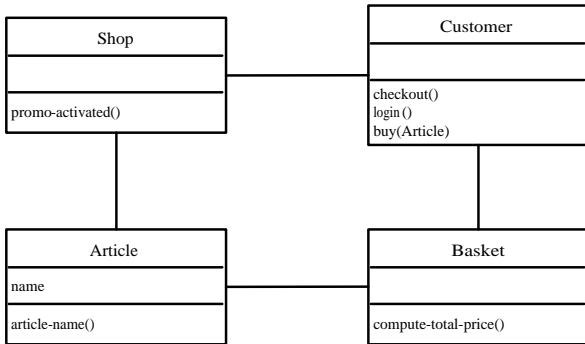 Shop
promo-activated()
Customer
checkout()
login()
buy(Article)
Article
name
article-name()
Basket
compute-total-price()